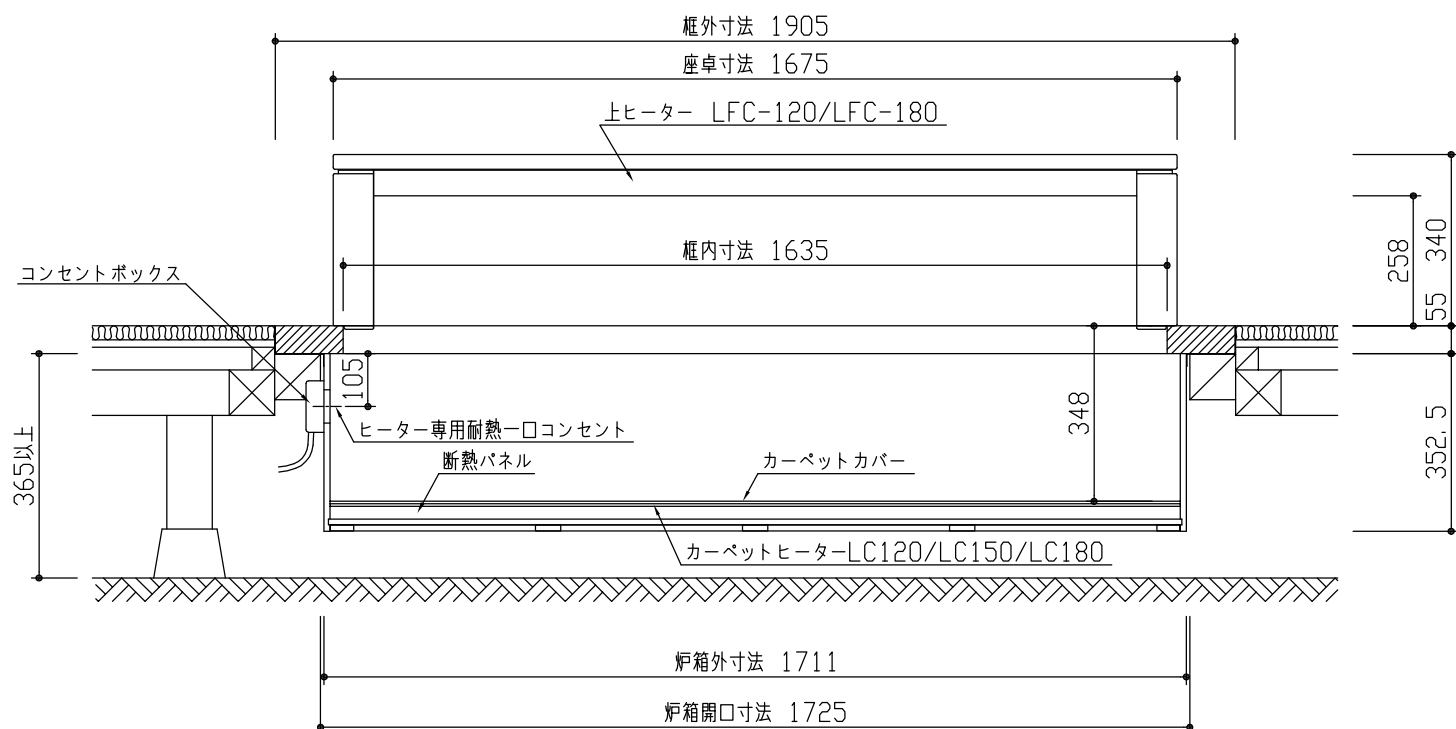 框外寸法 1905
座卓寸法 1675
上ヒーター LFC-120/LFC-180
框内寸法 1635
コンセントボックス
258
340
55
105
348
352.5
365以上
ヒーター専用耐熱一口コンセント
断熱パネル
カーペットカバー
カーペットヒーターLC120/LC150/LC180
炉箱外寸法 1711
炉箱開口寸法 1725